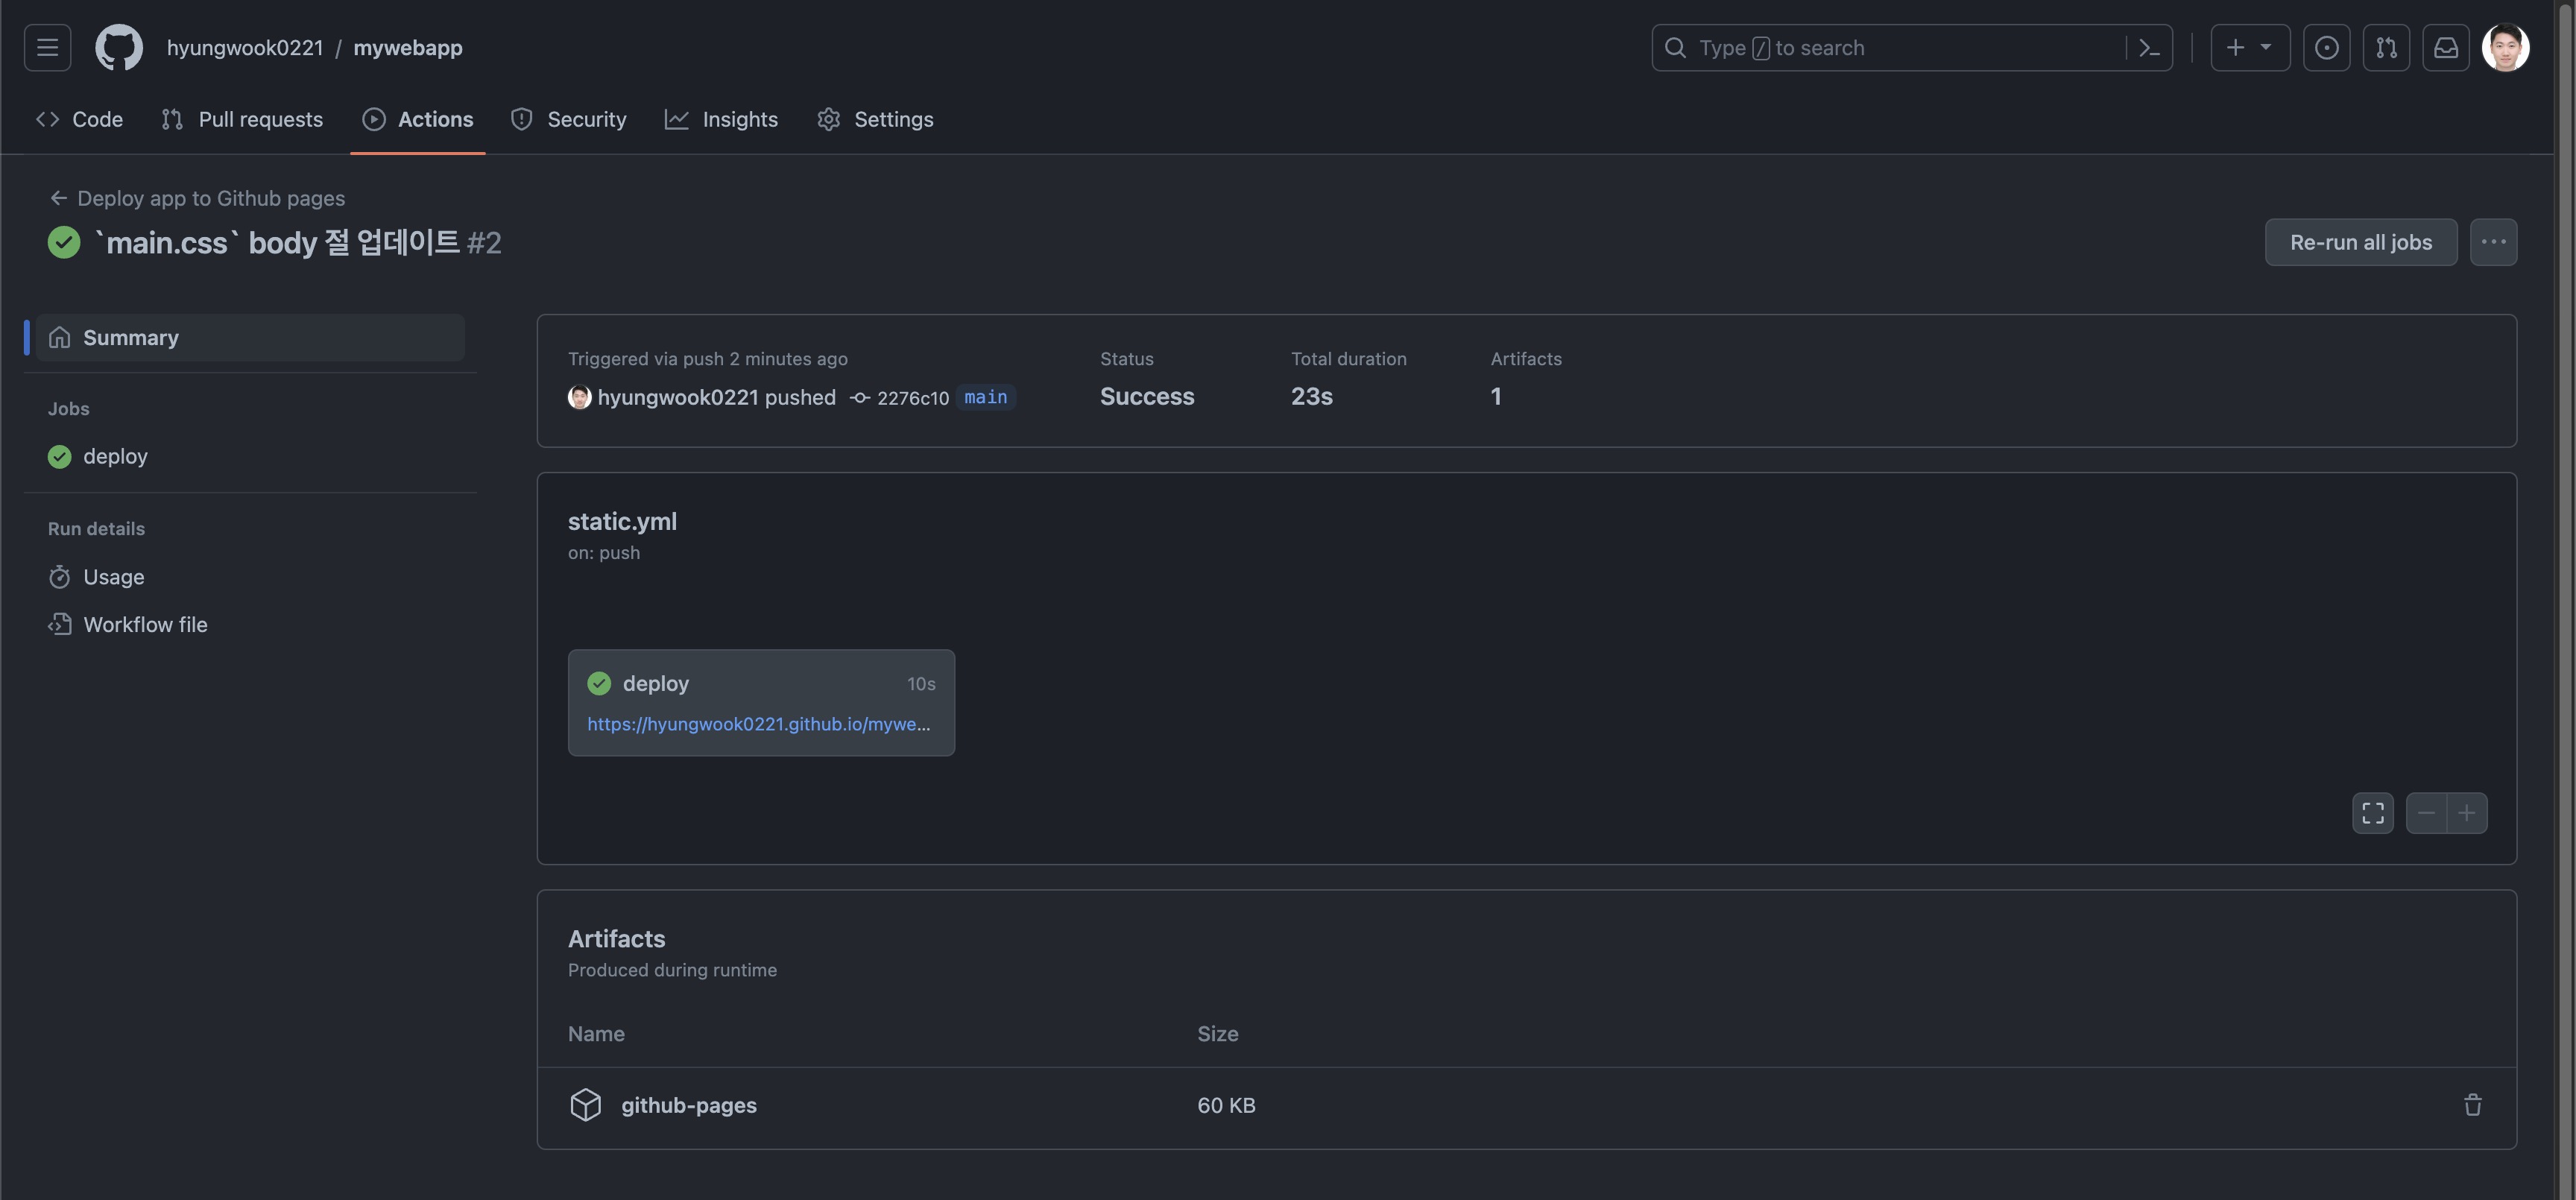 hyungwook0221 / mywebapp
Type / to search
Code Pull requests Actions Security Insights Settings
Deploy app to Github pages
`main.css` body 절 업데이트 #2
Re-run all jobs
Summary
Jobs
deploy
Run details
Usage
Workflow file
Triggered via push 2 minutes ago
hyungwook0221 pushed 2276c10 main
Status
Success
Total duration
23s
Artifacts
1
static.yml
on: push
deploy 10s
https://hyungwook0221.github.io/mywe...
Artifacts
Produced during runtime
Name Size
github-pages 60 KB